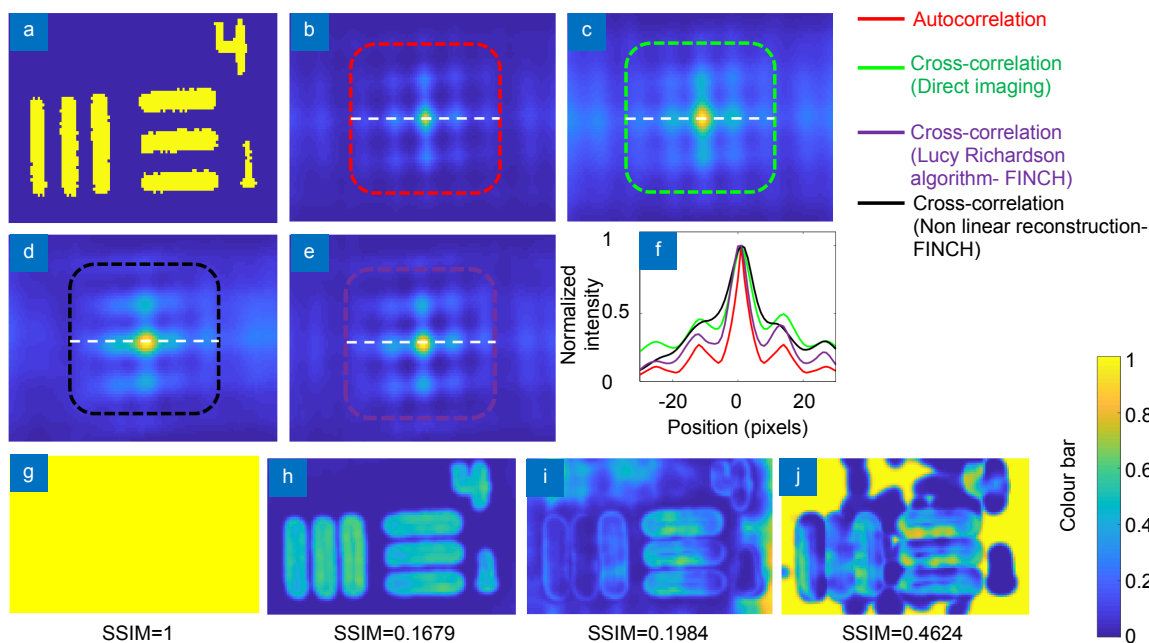 a
b
c
Autocorrelation
Cross-correlation
(Direct imaging)
Cross-correlation
(Lucy Richardson
algorithm- FINCH)
Cross-correlation
(Non linear reconstruction-
FINCH)
d
e
f
Normalized
intensity
1
0.5
0
-20
0
20
Position (pixels)
g
h
i
j
SSIM=1
SSIM=0.1679
SSIM=0.1984
SSIM=0.4624
Colour bar
1
0.8
0.6
0.4
0.2
0
4
1